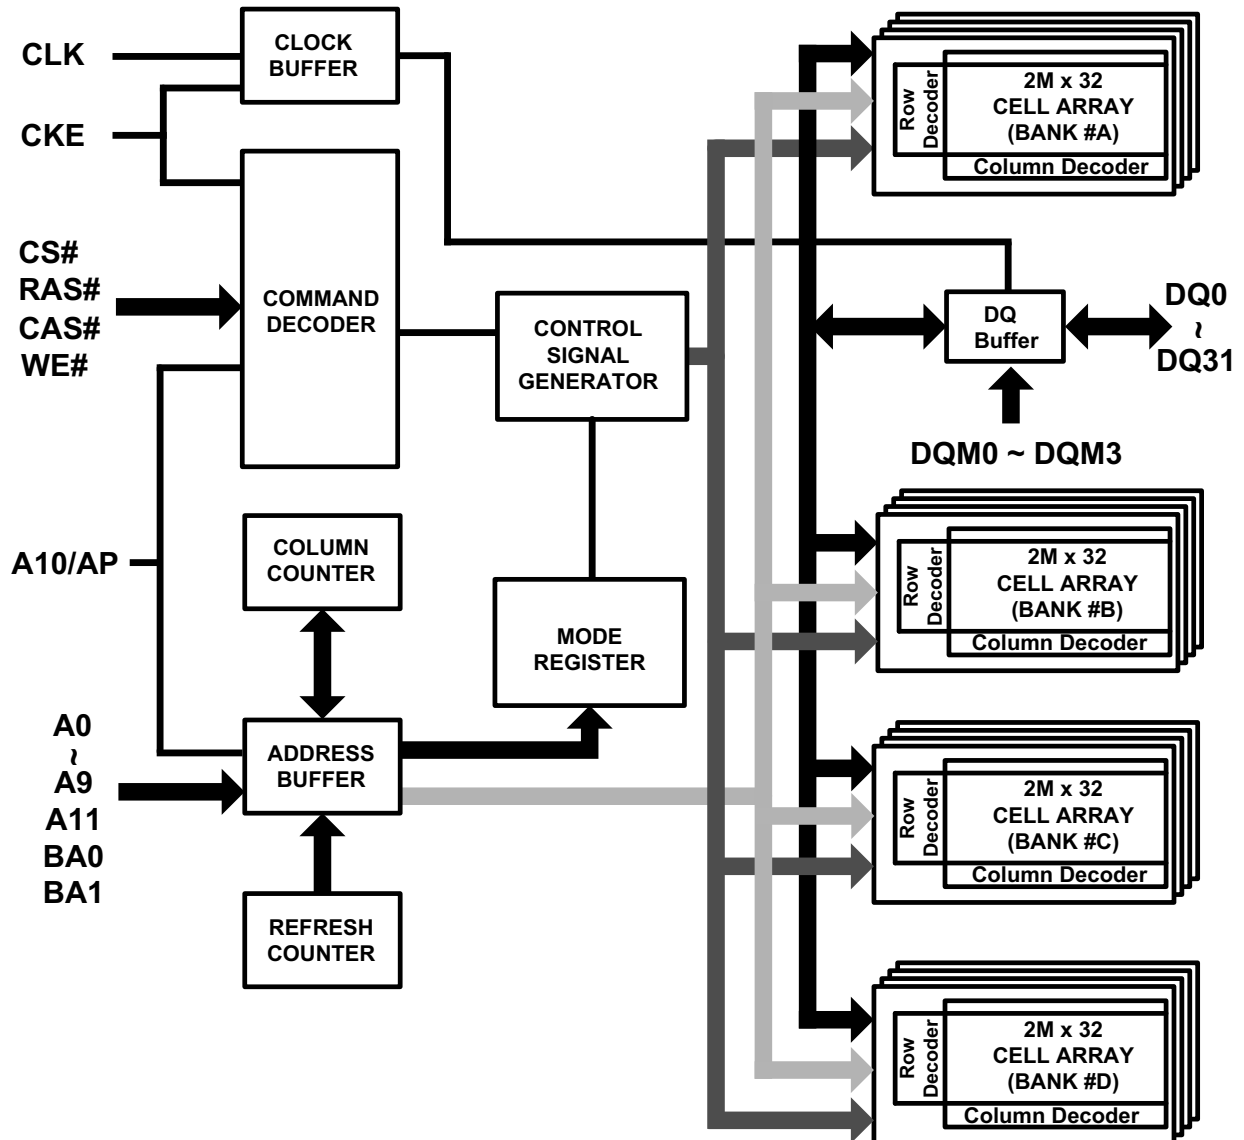 CLK
CKE
CLOCK
BUFFER
CS#
RAS#
CAS#
WE#
COMMAND
DECODER
CONTROL
SIGNAL
GENERATOR
A10/AP
COLUMN
COUNTER
MODE
REGISTER
A0
~
A9
A11
BA0
BA1
ADDRESS
BUFFER
REFRESH
COUNTER
Row
Decoder
2M x 32
CELL ARRAY
(BANK #A)
Column Decoder
DQ
Buffer
DQ0
~
DQ31
DQM0 ~ DQM3
Row
Decoder
2M x 32
CELL ARRAY
(BANK #B)
Column Decoder
Row
Decoder
2M x 32
CELL ARRAY
(BANK #C)
Column Decoder
Row
Decoder
2M x 32
CELL ARRAY
(BANK #D)
Column Decoder